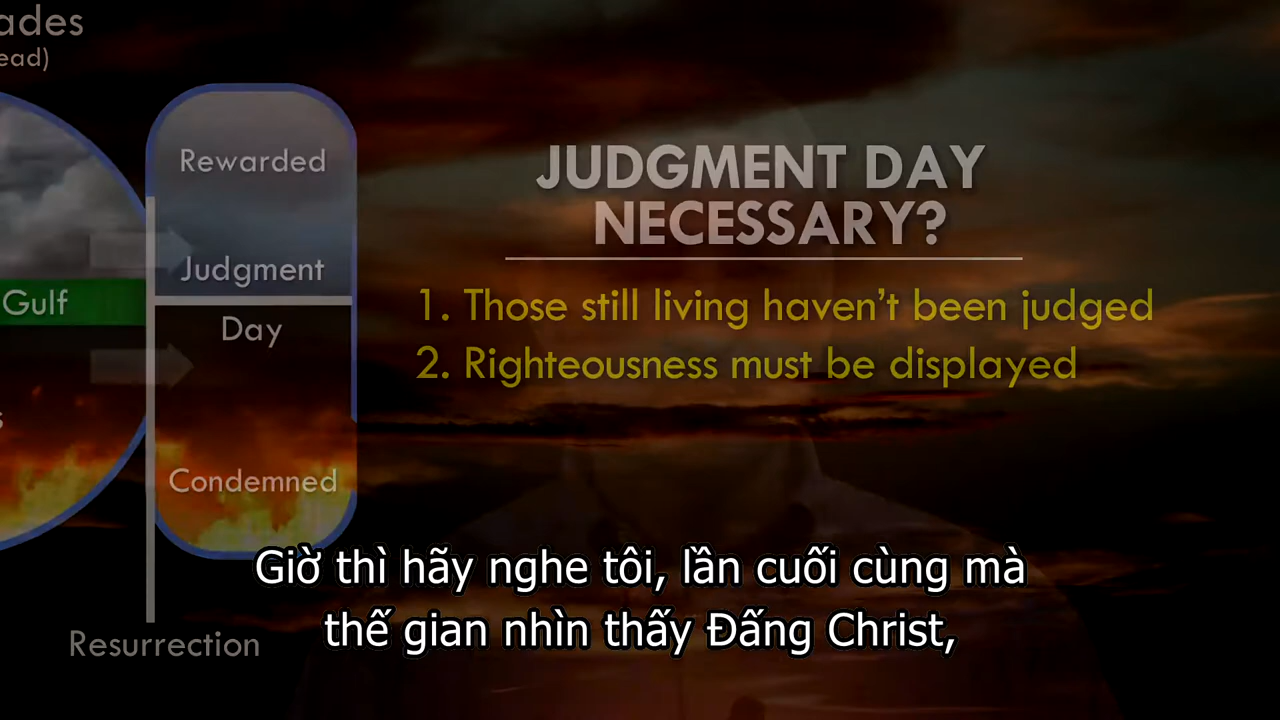 ades
ead)
Rewarded
Judgment
Gulf
Day
s
Condemned
Resurrection
JUDGMENT DAY
NECESSARY?
1. Those still living haven't been judged
2. Righteousness must be displayed
Giờ thì hãy nghe tôi, lần cuối cùng mà
thế gian nhìn thấy Đấng Christ,